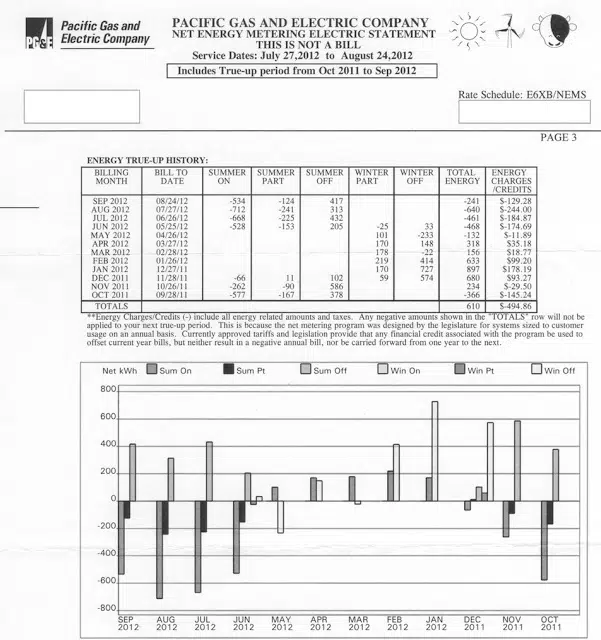 PACIFIC GAS AND ELECTRIC COMPANY
NET ENERGY METERING ELECTRIC STATEMENT
THIS IS NOT A BILL
Service Dates: July 27,2012 to August 24,2012
Includes True-up period from Oct 2011 to Sep 2012
PG&E
Pacific Gas and
Electric Company
Rate Schedule: E6XB/NEMS
PAGE 3
ENERGY TRUE-UP HISTORY:
BILLING MONTH BILL TO DATE SUMMER ON SUMMER PART SUMMER OFF WINTER PART WINTER OFF TOTAL ENERGY ENERGY CHARGES /CREDITS
SEP 2012 08/24/12 -534 -124 417 -241 $-129.28
AUG 2012 07/27/12 -712 -241 313 -640 $-244.00
JUL 2012 06/26/12 -668 -225 432 -461 $-184.87
JUN 2012 05/25/12 -528 -153 205 -25 33 -468 $-174.69
MAY 2012 04/26/12 101 -233 -132 $-11.89
APR 2012 03/27/12 170 148 318 $35.18
MAR 2012 02/28/12 178 -22 156 $18.77
FEB 2012 01/26/12 219 414 633 $99.20
JAN 2012 12/27/11 170 727 897 $178.19
DEC 2011 11/28/11 -66 11 102 59 574 680 $93.27
NOV 2011 10/26/11 -262 -90 586 234 $-29.50
OCT 2011 09/28/11 -577 -167 378 -366 $-145.24
TOTALS 610 $-494.86
**Energy Charges/Credits (-) include all energy related amounts and taxes. Any negative amounts shown in the "TOTALS" row will not be
applied to your next true-up period. This is because the net metering program was designed by the legislature for systems sized to customer
usage on an annual basis. Currently approved tariffs and legislation provide that any financial credit associated with the program be used to
offset current year bills, but neither result in a negative annual bill, nor be carried forward from one year to the next.
Net kWh Sum On Sum Pt Sum Off Win On Win Pt Win Off
800
600
400
200
0
-200
-400
-600
-800
SEP 2012 AUG 2012 JUL 2012 JUN 2012 MAY 2012 APR 2012 MAR 2012 FEB 2012 JAN 2012 DEC 2011 NOV 2011 OCT 2011